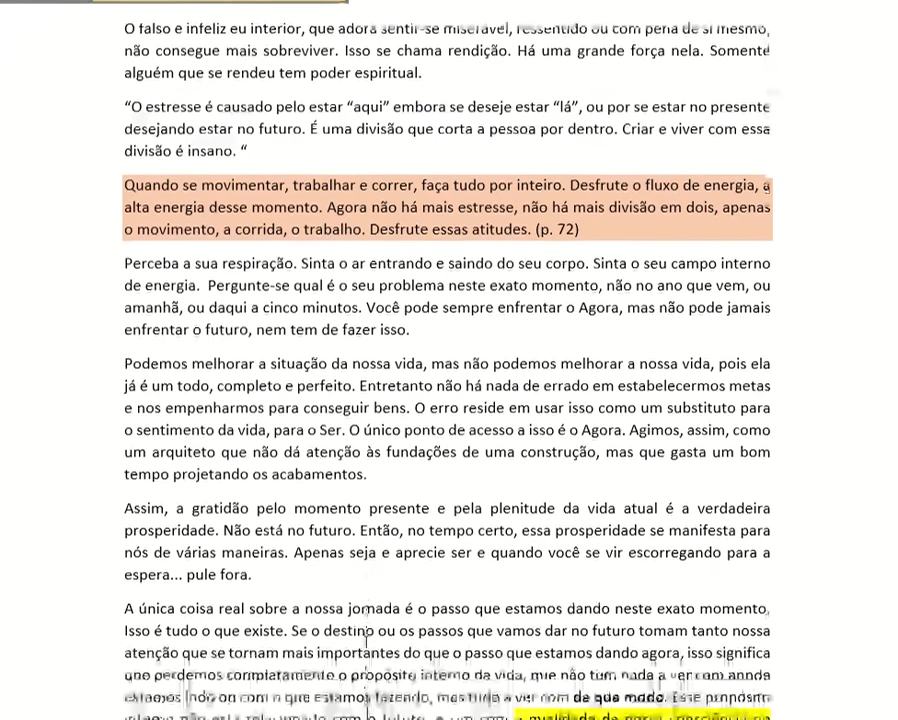 O falso e infeliz eu interior, que adora sentir-se miserável, ressentido ou com pena de si mesmo,
não consegue mais sobreviver. Isso se chama rendição. Há uma grande força nela. Somente
alguém que se rendeu tem poder espiritual.
“O estresse é causado pelo estar “aqui” embora se deseje estar “lá”, ou por se estar no presente
desejando estar no futuro. É uma divisão que corta a pessoa por dentro. Criar e viver com essa
divisão é insano. “
Quando se movimentar, trabalhar e correr, faça tudo por inteiro. Desfrute o fluxo de energia, a
alta energia desse momento. Agora não há mais estresse, não há mais divisão em dois, apenas
o movimento, a corrida, o trabalho. Desfrute essas atitudes. (p. 72)
Perceba a sua respiração. Sinta o ar entrando e saindo do seu corpo. Sinta o seu campo interno
de energia. Pergunte-se qual é o seu problema neste exato momento, não no ano que vem, ou
amanhã, ou daqui a cinco minutos. Você pode sempre enfrentar o Agora, mas não pode jamais
enfrentar o futuro, nem tem de fazer isso.
Podemos melhorar a situação da nossa vida, mas não podemos melhorar a nossa vida, pois ela
já é um todo, completo e perfeito. Entretanto não há nada de errado em estabelecermos metas
e nos empenharmos para conseguir bens. O erro reside em usar isso como um substituto para
o sentimento da vida, para o Ser. O único ponto de acesso a isso é o Agora. Agimos, assim, como
um arquiteto que não dá atenção às fundações de uma construção, mas que gasta um bom
tempo projetando os acabamentos.
Assim, a gratidão pelo momento presente e pela plenitude da vida atual é a verdadeira
prosperidade. Não está no futuro. Então, no tempo certo, essa prosperidade se manifesta para
nós de várias maneiras. Apenas seja e aprecie ser e quando você se vir escorregando para a
espera... pule fora.
A única coisa real sobre a nossa jornada é o passo que estamos dando neste exato momento.
Isso é tudo o que existe. Se o destino ou os passos que vamos dar no futuro tomam tanto nossa
atenção que se tornam mais importantes do que o passo que estamos dando agora, isso significa
que perdemos completamente o propósito interno da vida, que não tem nada a ver com aonde
estamos indo ou com o que estamos fazendo, mas tudo a ver com de que modo. Esse propósito